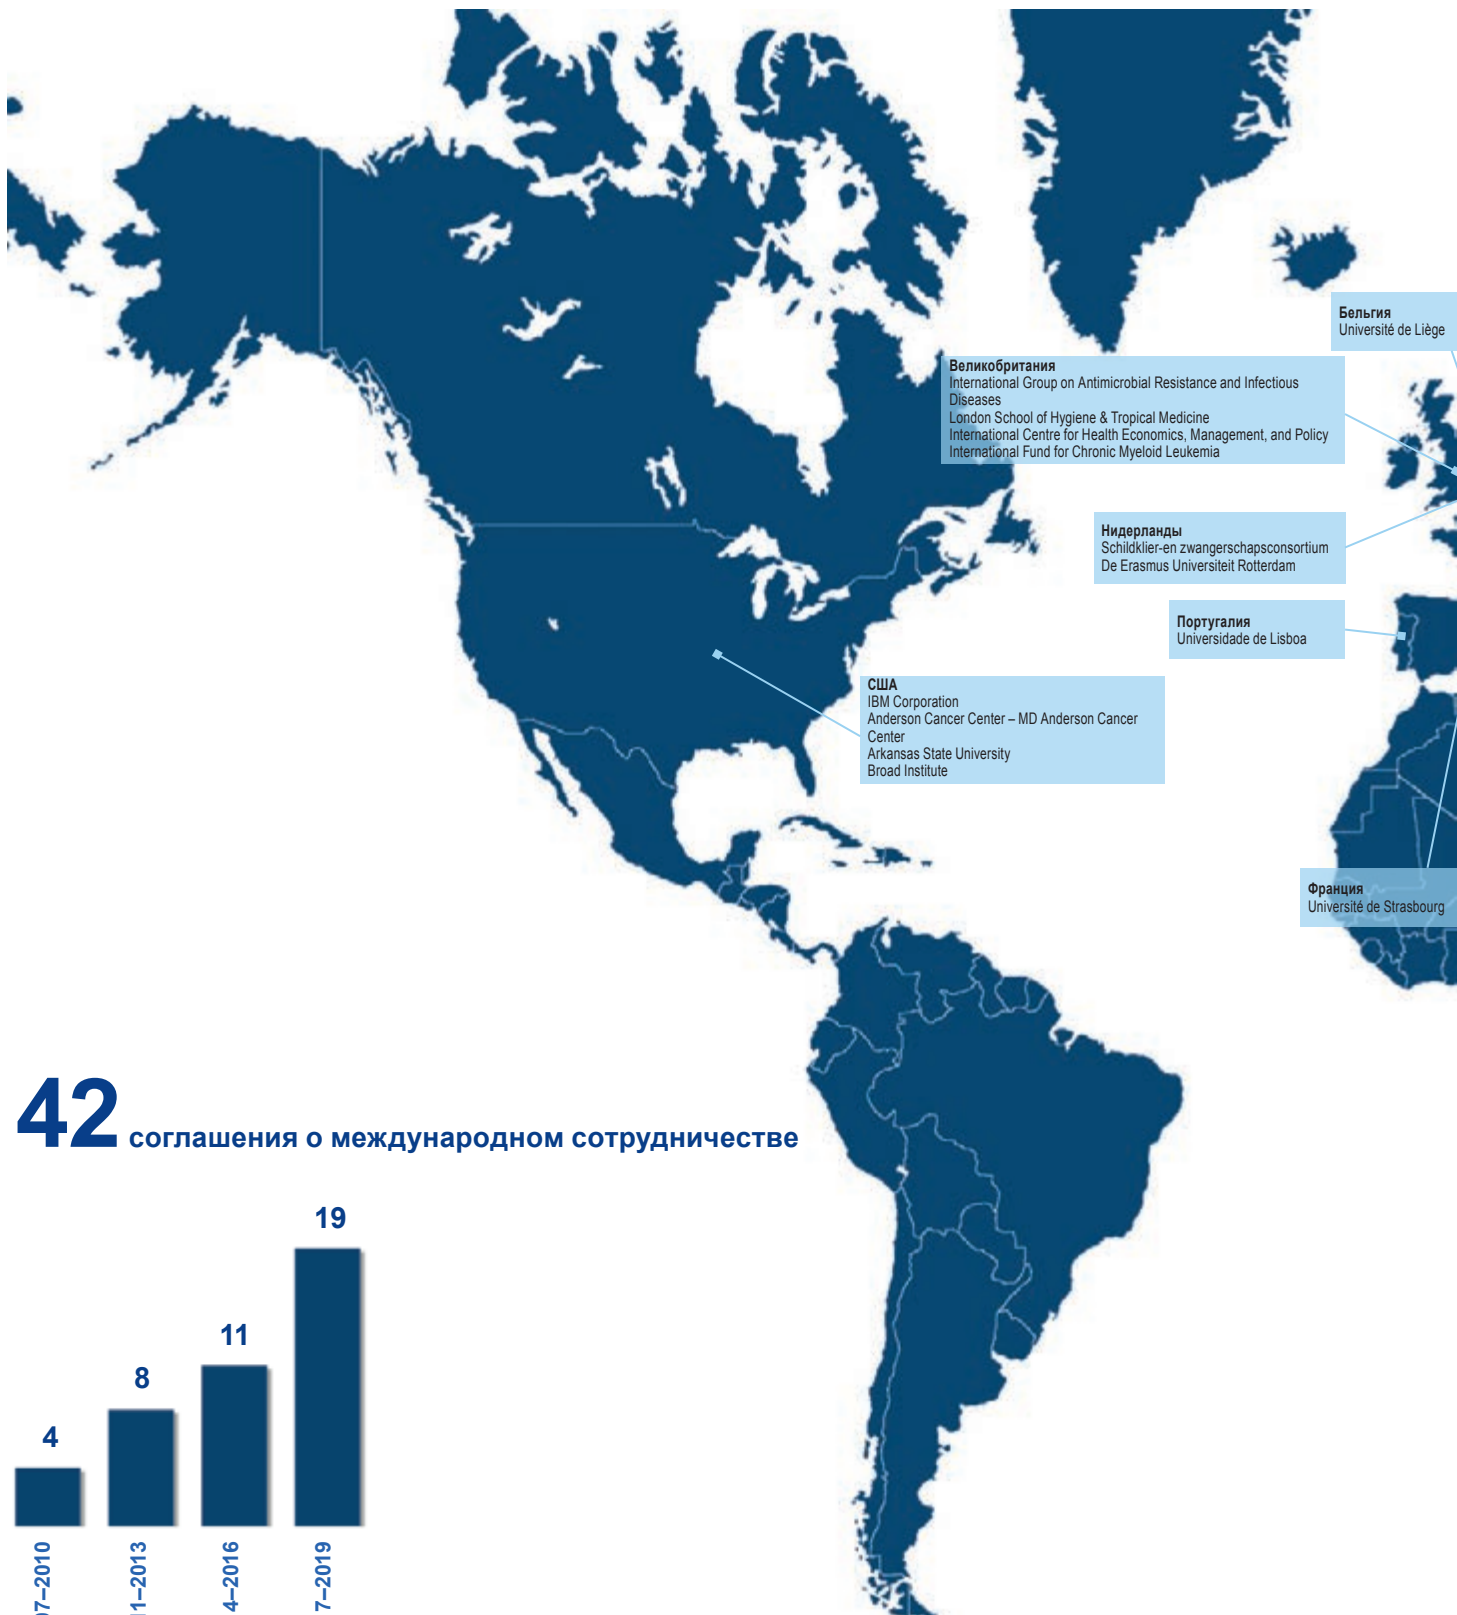 Бельгия
Université de Liège
Великобритания
International Group on Antimicrobial Resistance and Infectious
Diseases
London School of Hygiene & Tropical Medicine
International Centre for Health Economics, Management, and Policy
International Fund for Chronic Myeloid Leukemia
Нидерланды
Schildklier-en zwangerschapsconsortium
De Erasmus Universiteit Rotterdam
Португалия
Universidade de Lisboa
США
IBM Corporation
Anderson Cancer Center – MD Anderson Cancer
Center
Arkansas State University
Broad Institute
Франция
Université de Strasbourg
42 соглашения о международном сотрудничестве
19
11
8
4
07–2010
11–2013
4–2016
7–2019